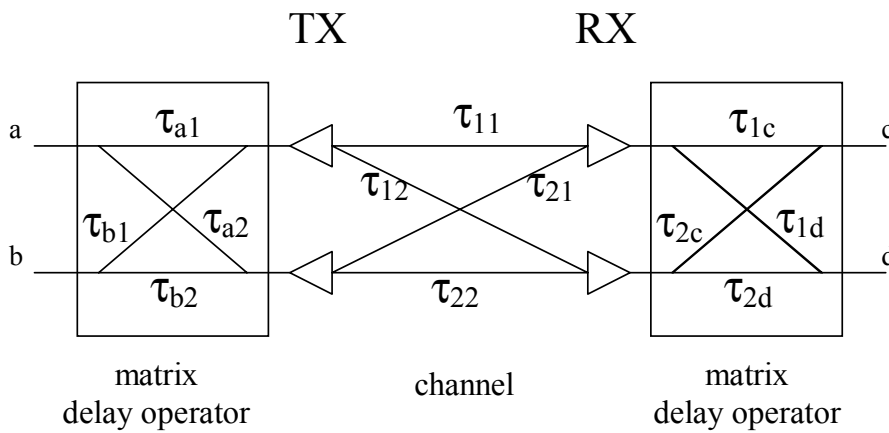 TX RX
τa1 τ11 τ1c
a c
τ12 τ21
τb1 τa2 τ2c τ1d
b d
τb2 τ22 τ2d
matrix delay operator
channel
matrix delay operator